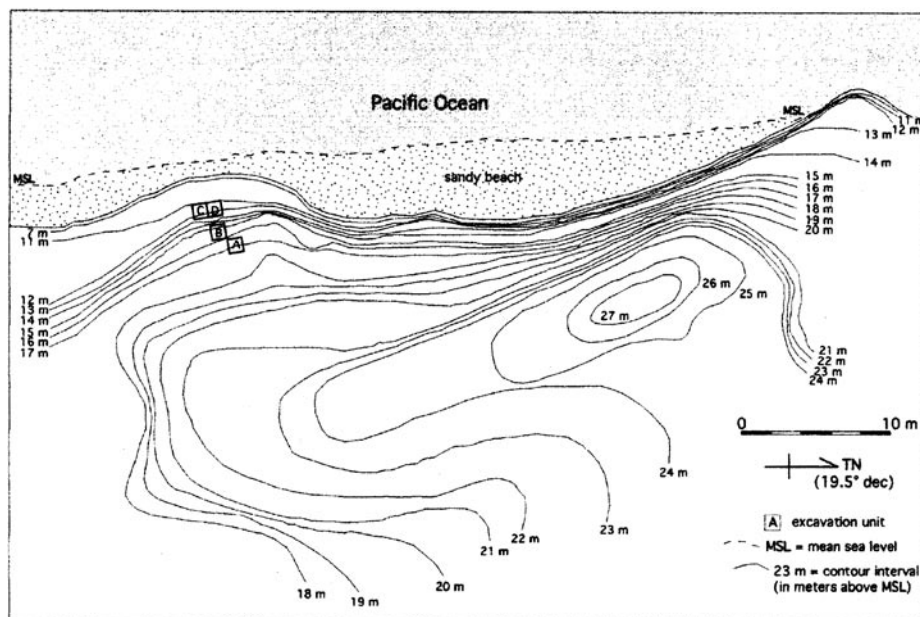 Pacific Ocean
MSL
11 m
12 m
13 m
14 m
sandy beach
MSL
15 m
16 m
17 m
18 m
19 m
20 m
C D
B
A
7 m
11 m
26 m
25 m
27 m
12 m
13 m
14 m
15 m
16 m
17 m
21 m
22 m
23 m
24 m
0 10 m
24 m
TN
(19.5° dec)
23 m
22 m
21 m
20 m
19 m
18 m
A excavation unit
MSL = mean sea level
23 m = contour interval
(in meters above MSL)